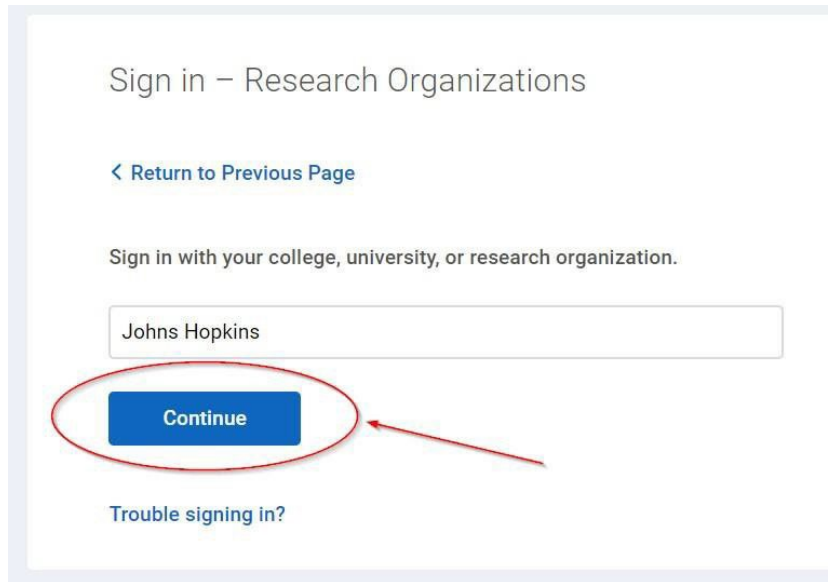 Sign in – Research Organizations
Return to Previous Page
Sign in with your college, university, or research organization.
Johns Hopkins
Continue
Trouble signing in?